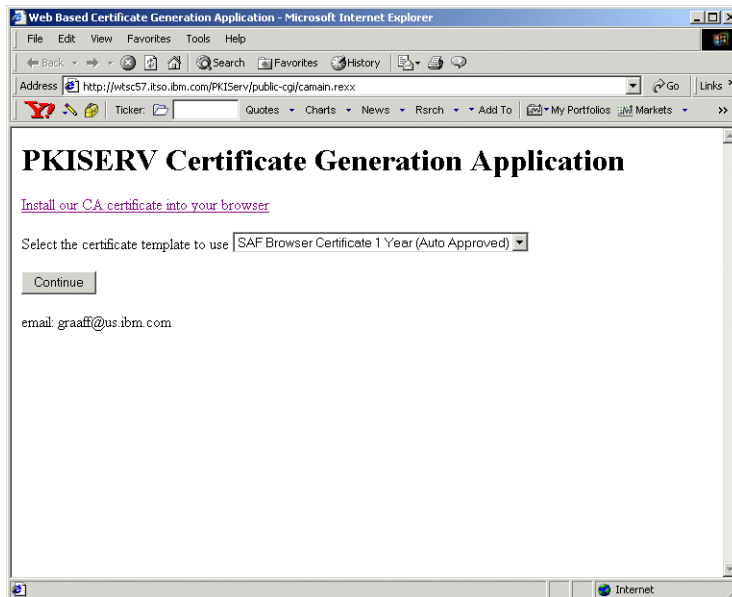 Web Based Certificate Generation Application - Microsoft Internet Explorer
File Edit View Favorites Tools Help
Back Search Favorites History
Address http://wtsc57.itso.ibm.com/PKIServ/public-cgi/camain.rexx Go Links »
Y? Ticker: Quotes Charts News Rsrch Add To My Portfolios Markets »
PKISERV Certificate Generation Application
Install our CA certificate into your browser
Select the certificate template to use SAF Browser Certificate 1 Year (Auto Approved)
Continue
email: graaff@us.ibm.com
Internet